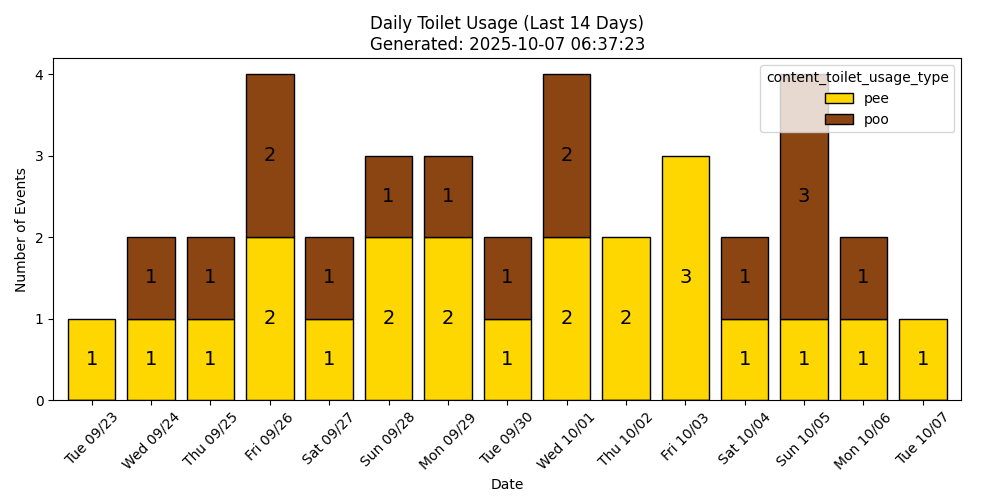 Daily Toilet Usage (Last 14 Days)
Generated: 2025-10-07 06:37:23
content_toilet_usage_type
pee
poo
Number of Events
4
3
2
1
0
2 2
1 1 3
1 1 1 1 3 1 1
2 2 2 2 2
1 1 1 1 1 1 1 1 1
Tue 09/23
Wed 09/24
Thu 09/25
Fri 09/26
Sat 09/27
Sun 09/28
Mon 09/29
Tue 09/30
Wed 10/01
Thu 10/02
Fri 10/03
Sat 10/04
Sun 10/05
Mon 10/06
Tue 10/07
Date